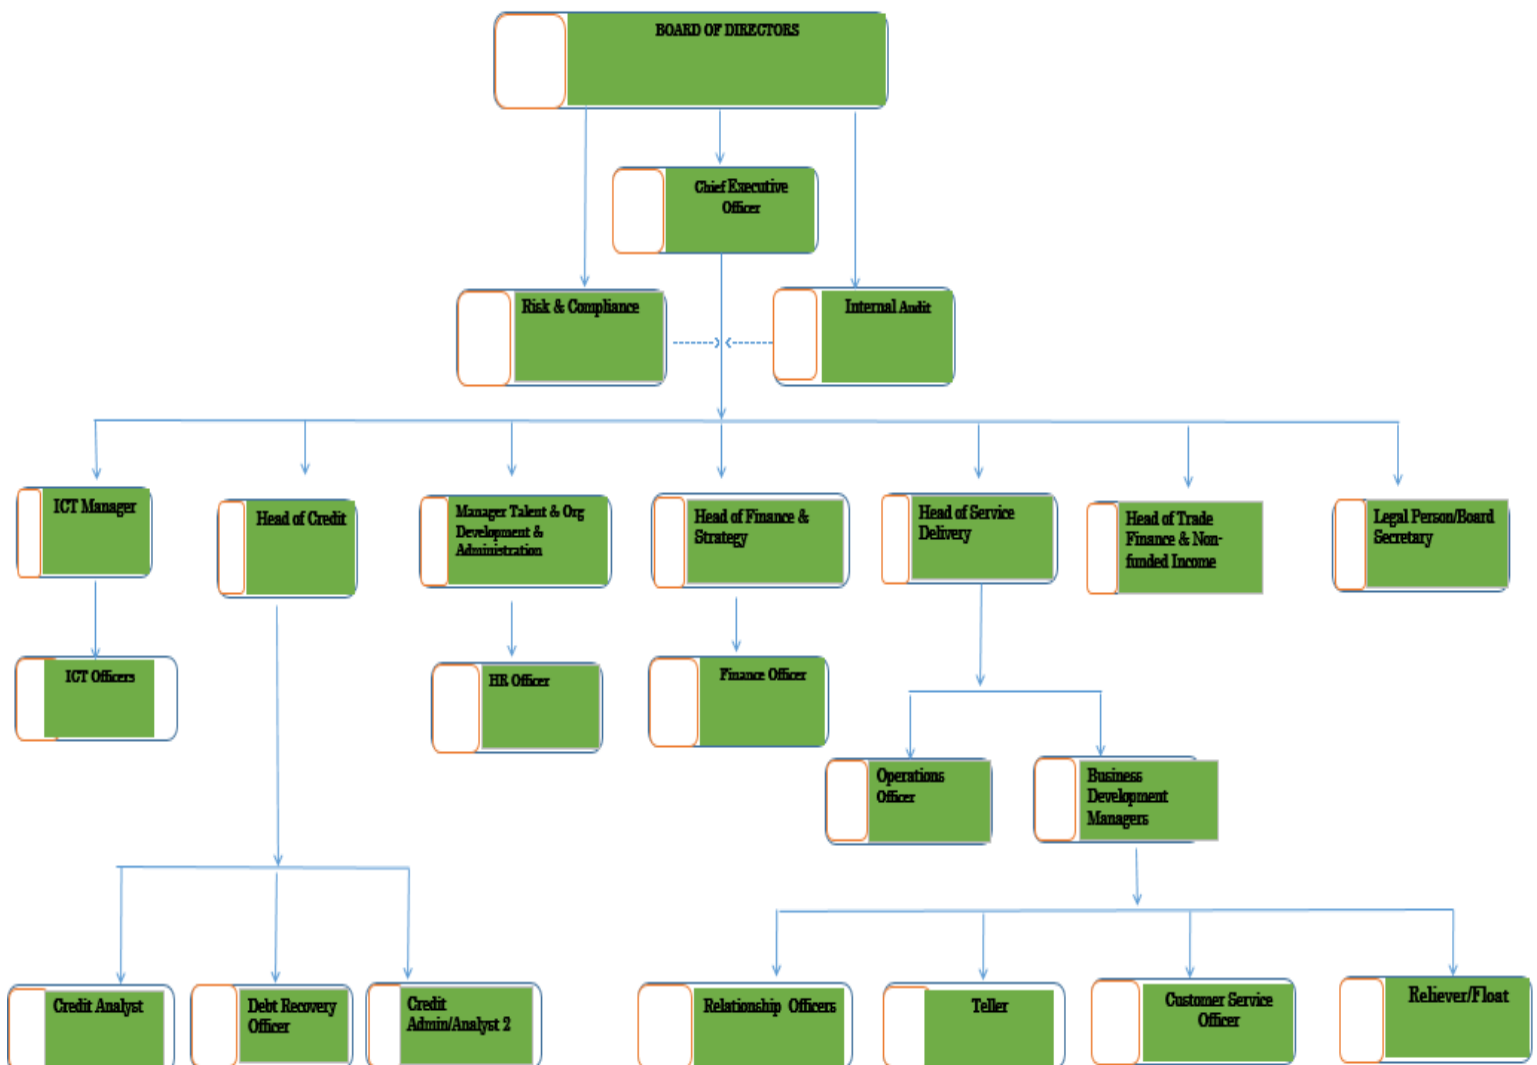 BOARD OF DIRECTORS
Chief Executive
Officer
Risk & Compliance
Internal Audit
ICT Manager
Head of Credit
Manager Talent & Org
Development &
Administration
Head of Finance &
Strategy
Head of Service
Delivery
Head of Trade
Finance & Non-
funded Income
Legal Person/Board
Secretary
ICT Officers
HR Officer
Finance Officer
Operations
Officer
Business
Development
Managers
Credit Analyst
Debt Recovery
Officer
Credit
Admin/Analyst 2
Relationship Officers
Teller
Customer Service
Officer
Reliever/Float